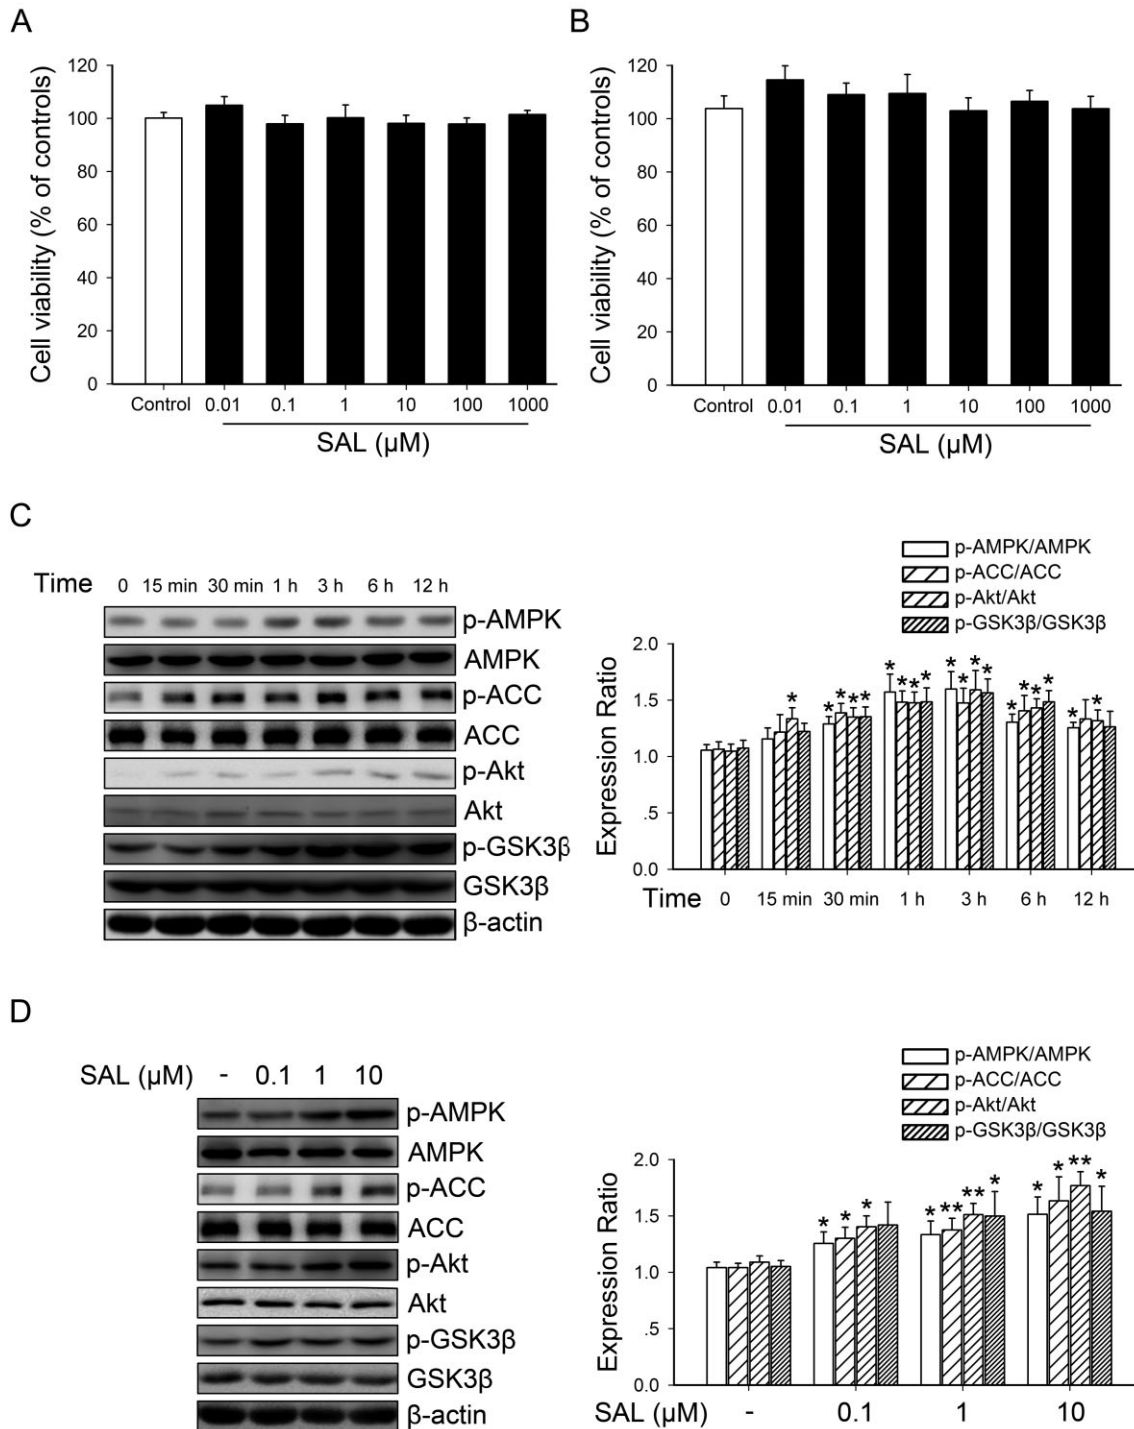 A
Cell viability (% of controls)
120
100
80
60
40
20
0
Control 0.01 0.1 1 10 100 1000
SAL (µM)
B
Cell viability (% of controls)
120
100
80
60
40
20
0
Control 0.01 0.1 1 10 100 1000
SAL (µM)
C
Time 0 15 min 30 min 1 h 3 h 6 h 12 h
p-AMPK
AMPK
p-ACC
ACC
p-Akt
Akt
p-GSK3β
GSK3β
β-actin
p-AMPK/AMPK
p-ACC/ACC
p-Akt/Akt
p-GSK3β/GSK3β
Expression Ratio
2.0
1.5
1.0
.5
0.0
* * * * * * * * * * * * * * * * * * * * *
Time 0 15 min 30 min 1 h 3 h 6 h 12 h
D
SAL (µM) - 0.1 1 10
p-AMPK
AMPK
p-ACC
ACC
p-Akt
Akt
p-GSK3β
GSK3β
β-actin
p-AMPK/AMPK
p-ACC/ACC
p-Akt/Akt
p-GSK3β/GSK3β
Expression Ratio
2.0
1.5
1.0
.5
0.0
* * * * ** ** * * * ** *
SAL (µM) - 0.1 1 10